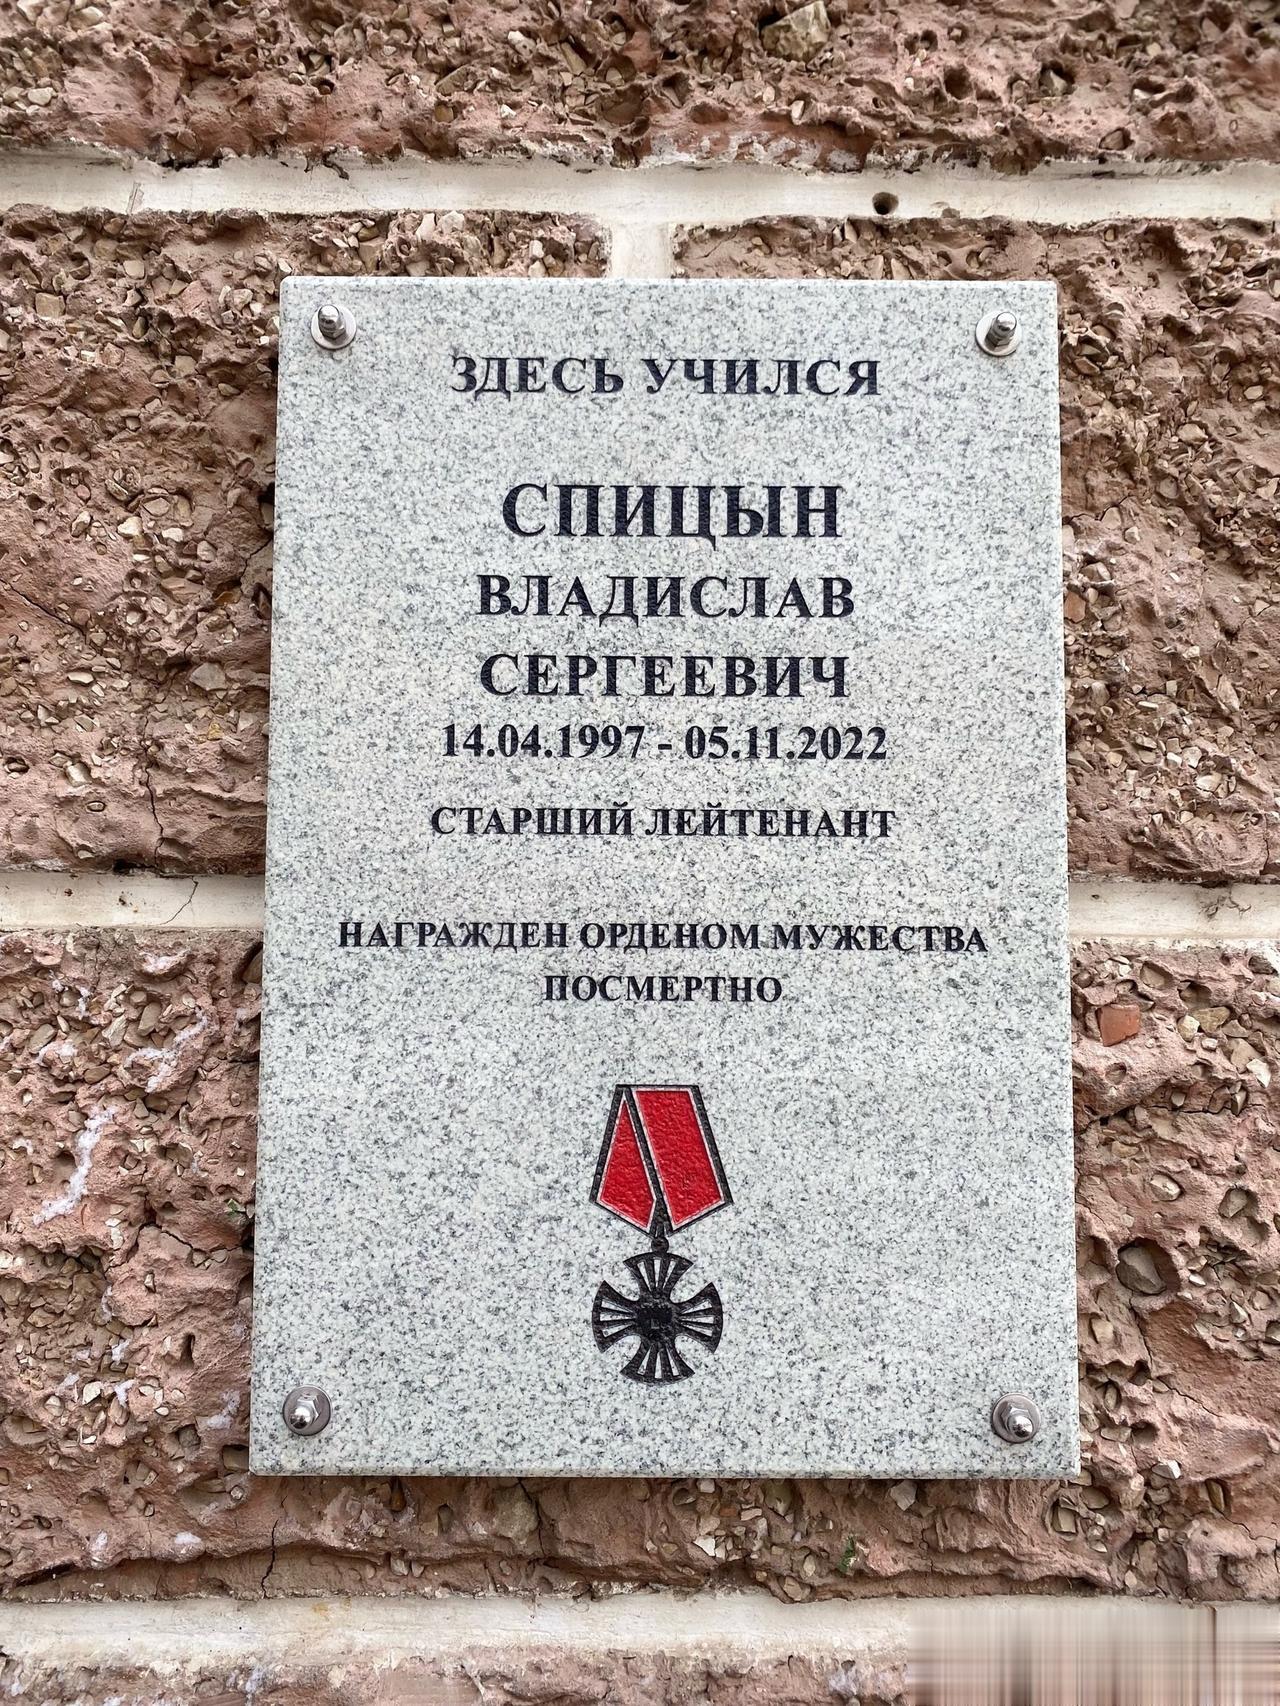 ЗДЕСЬ УЧИЛСЯ
СПИЦЫН
ВЛАДИСЛАВ
СЕРГЕЕВИЧ
14.04.1997 - 05.11.2022
СТАРШИЙ ЛЕЙТЕНАНТ
НАГРАЖДЕН ОРДЕНОМ МУЖЕСТВА
ПОСМЕРТНО